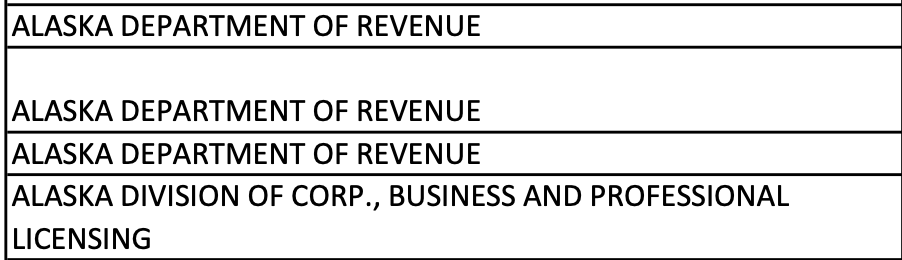 ALASKA DEPARTMENT OF REVENUE
ALASKA DEPARTMENT OF REVENUE
ALASKA DEPARTMENT OF REVENUE
ALASKA DIVISION OF CORP., BUSINESS AND PROFESSIONAL
LICENSING